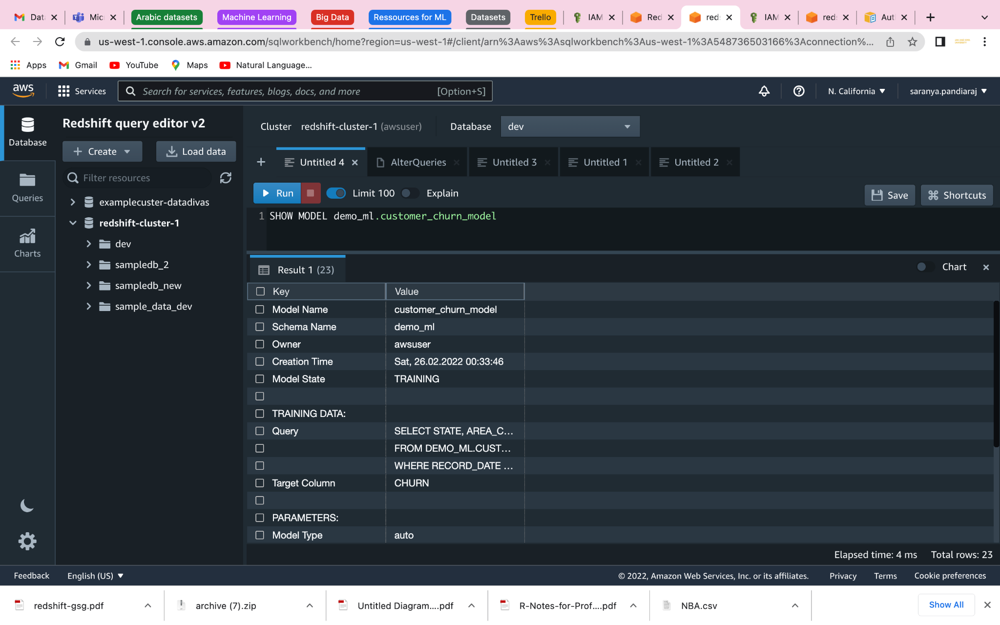 Dat
Mic
Arabic datasets
Machine Learning
Big Data
Ressources for ML
Datasets
Trello
IAM
Red
red
IAM
red
Aut
us-west-1.console.aws.amazon.com/sqlworkbench/home?region=us-west-1#/client/arn%3Aaws%3Asqlworkbench%3Aus-west-1%3A548736503166%3Aconnection%...
Apps
Gmail
YouTube
Maps
Natural Language...
aws
Services
Search for services, features, blogs, docs, and more
[Option+S]
N. California ▼
saranya.pandiaraj ▼
Database
Queries
Charts
Redshift query editor v2
+ Create
Load data
Filter resources
examplecuster-datadivas
redshift-cluster-1
dev
sampledb_2
sampledb_new
sample_data_dev
Cluster redshift-cluster-1 (awsuser)
Database dev
Untitled 4
AlterQueries
Untitled 3
Untitled 1
Untitled 2
Run
Limit 100
Explain
Save
Shortcuts
1 SHOW MODEL demo_ml.customer_churn_model
Result 1 (23)
Chart
Key Value
Model Name customer_churn_model
Schema Name demo_ml
Owner awsuser
Creation Time Sat, 26.02.2022 00:33:46
Model State TRAINING
TRAINING DATA:
Query SELECT STATE, AREA_C...
FROM DEMO_ML.CUST...
WHERE RECORD_DATE ...
Target Column CHURN
PARAMETERS:
Model Type auto
Elapsed time: 4 ms Total rows: 23
Feedback English (US) ▼
© 2022, Amazon Web Services, Inc. or its affiliates. Privacy Terms Cookie preferences
redshift-gsg.pdf
archive (7).zip
Untitled Diagram....pdf
R-Notes-for-Prof....pdf
NBA.csv
Show All